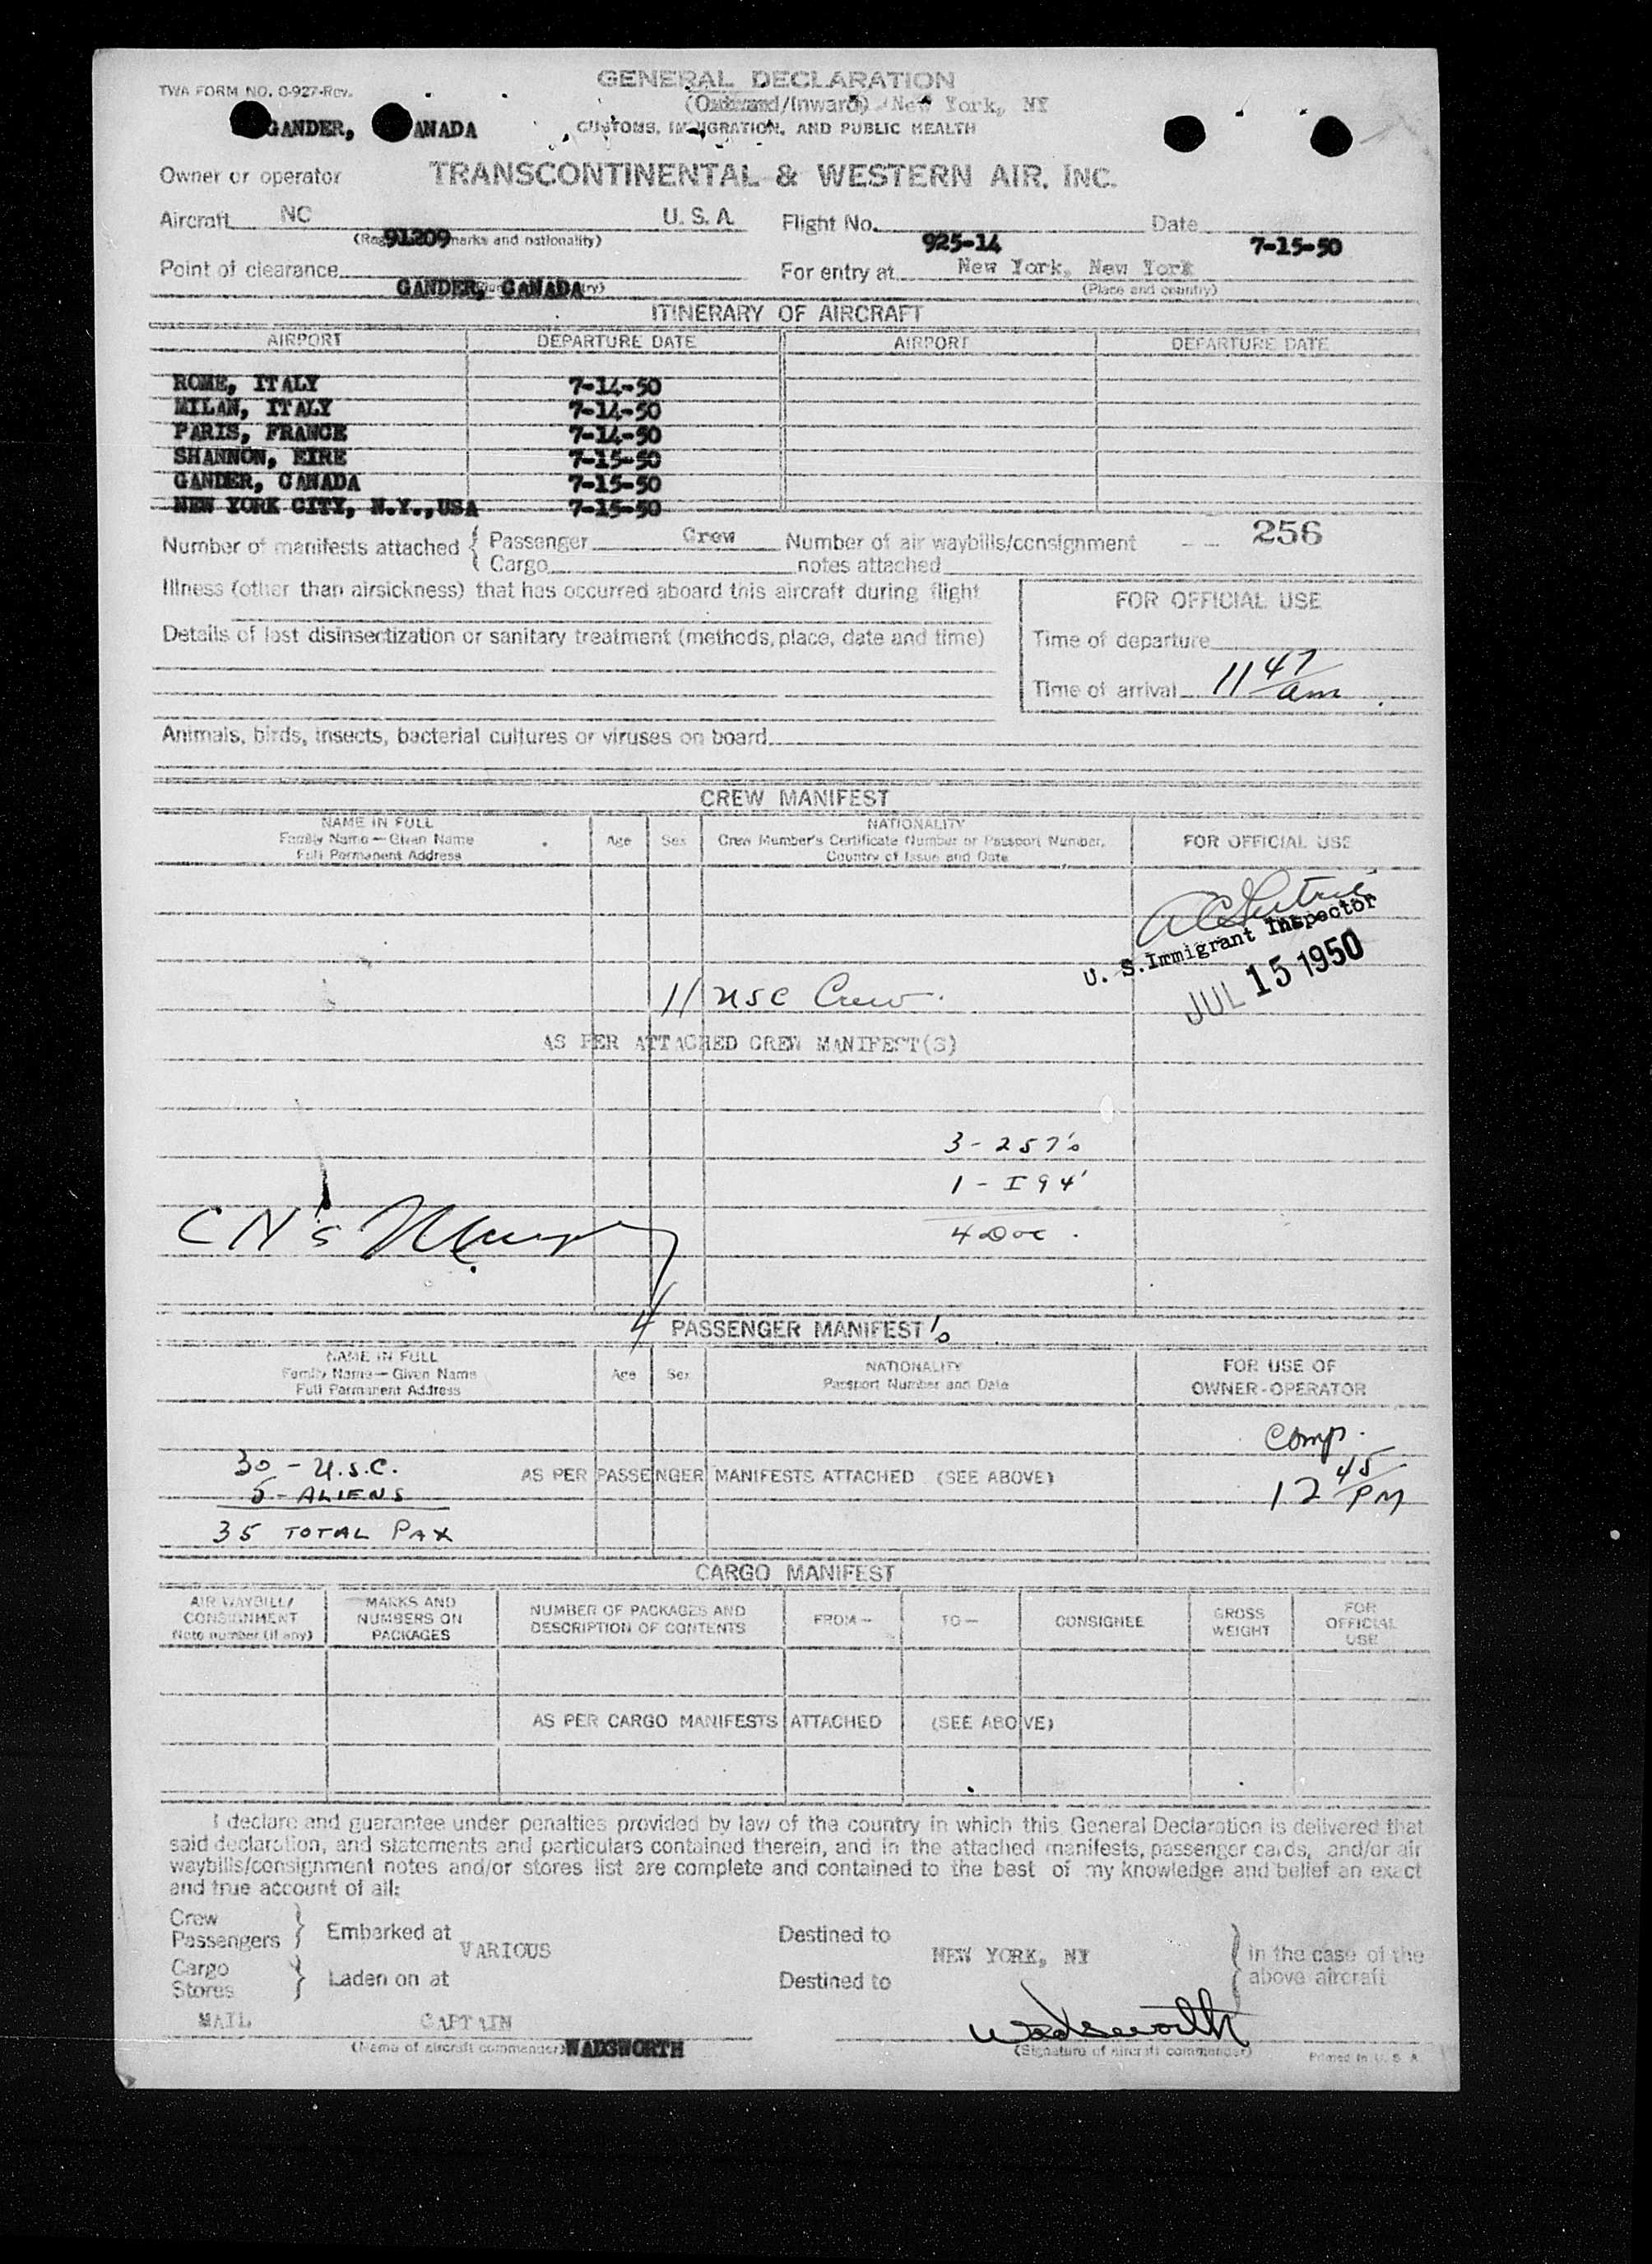 TWA FORM NO. O-927-Rev.
GENERAL DECLARATION
(Outward/Inward) New York, NY
GANDER, CANADA
CUSTOMS, IMMIGRATION, AND PUBLIC HEALTH
Owner or operator TRANSCONTINENTAL & WESTERN AIR, INC.
Aircraft NC 91209 U. S. A. Flight No. 925-14 Date 7-15-50
marks and nationality)
Point of clearance GANDER, CANADA For entry at New York, New York
(Place and country)
ITINERARY OF AIRCRAFT
AIRPORT DEPARTURE DATE AIRPORT DEPARTURE DATE
ROME, ITALY 7-14-50
MILAN, ITALY 7-14-50
PARIS, FRANCE 7-14-50
SHANNON, EIRE 7-15-50
GANDER, CANADA 7-15-50
NEW YORK CITY, N.Y.,USA 7-15-50
Number of manifests attached { Passenger Crew Number of air waybills/consignment -- 256
Cargo notes attached
Illness (other than airsickness) that has occurred aboard this aircraft during flight
FOR OFFICIAL USE
Details of last disinsectization or sanitary treatment (methods, place, date and time)
Time of departure
Time of arrival 11 47 am
Animals, birds, insects, bacterial cultures or viruses on board
CREW MANIFEST
NAME IN FULL
Family Name—Given Name
Full Permanent Address
Age
Sex
NATIONALITY
Crew Member's Certificate Number or Passport Number,
Country of Issue and Date
FOR OFFICIAL USE
U. S. Immigrant Inspector
JUL 15 1950
11 USC Crew.
AS PER ATTACHED CREW MANIFEST(S)
3 - 257's
1 - I 94'
4 Doc.
CN's Murphy
4 PASSENGER MANIFEST's
NAME IN FULL
Family Name—Given Name
Full Permanent Address
Age
Sex
NATIONALITY
Passport Number and Date
FOR USE OF
OWNER-OPERATOR
Comp.
12 45 PM
30 - U.S.C.
AS PER PASSENGER MANIFESTS ATTACHED (SEE ABOVE)
5 - ALIENS
35 TOTAL PAX
CARGO MANIFEST
AIR WAYBILL/
CONSIGNMENT
Note number (if any)
MARKS AND
NUMBERS ON
PACKAGES
NUMBER OF PACKAGES AND
DESCRIPTION OF CONTENTS
FROM—
TO—
CONSIGNEE
GROSS
WEIGHT
FOR
OFFICIAL
USE
AS PER CARGO MANIFESTS ATTACHED (SEE ABOVE)
I declare and guarantee under penalties provided by law of the country in which this General Declaration is delivered that
said declaration, and statements and particulars contained therein, and in the attached manifests, passenger cards, and/or air
waybills/consignment notes and/or stores list are complete and contained to the best of my knowledge and belief an exact
and true account of all:
Crew
Passengers } Embarked at VARIOUS Destined to NEW YORK, NY { in the case of the
Cargo
Stores } Laden on at Destined to above aircraft
MAIL CAPTAIN WADSWORTH Wadsworth
(Name of aircraft commander)
(Signature of aircraft commander)
Printed in U. S. A.